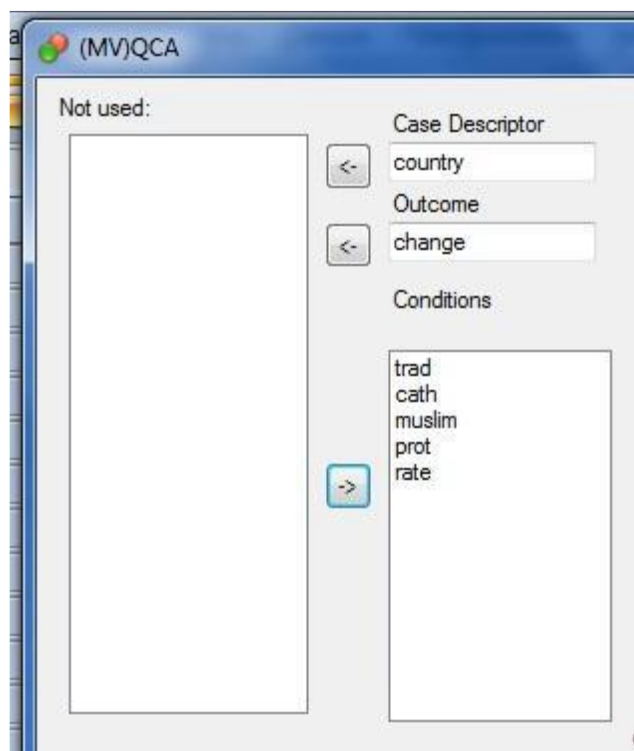 (MV)QCA
Not used:
Case Descriptor
<-
country
Outcome
<-
change
Conditions
trad
cath
muslim
prot
rate
->